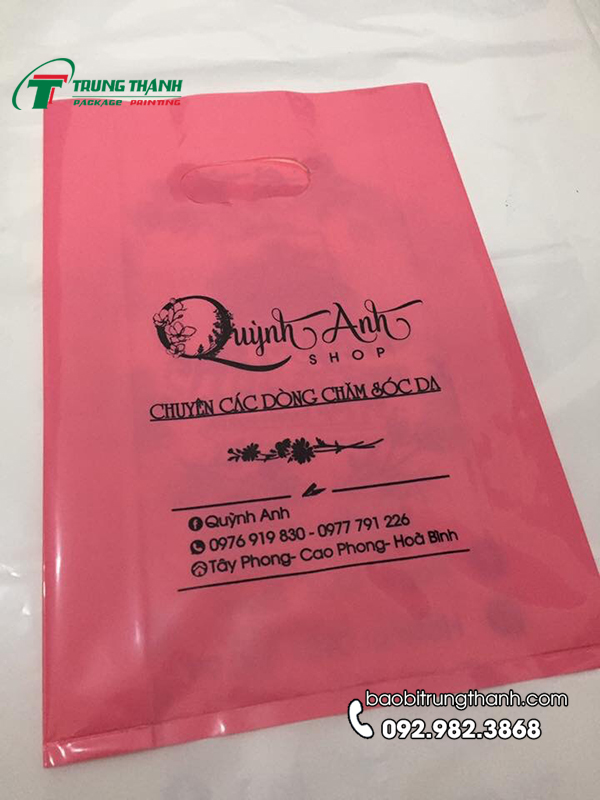 TRUNG THÀNH
PACKAGE PRINTING
Quỳnh Anh
SHOP
CHUYÊN CÁC DÒNG CHĂM SÓC DA
Quỳnh Anh
0976 919 830 - 0977 791 226
Tây Phong- Cao Phong- Hoà Bình
baobitrungthanh.com
092.982.3868